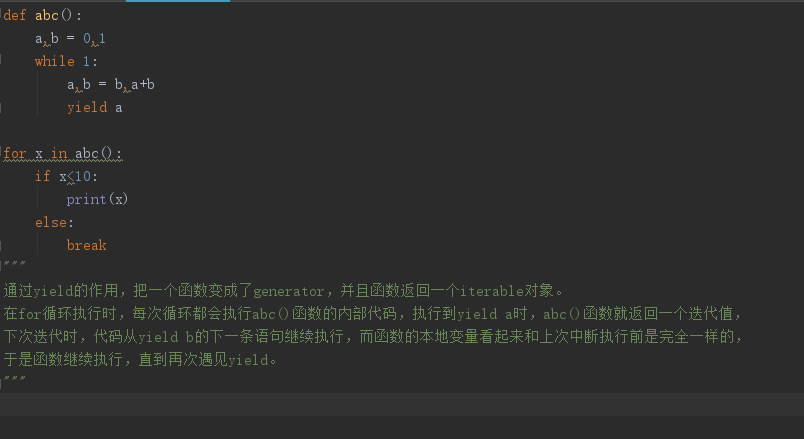 def abc():
    a,b = 0,1
    while 1:
        a,b = b,a+b
        yield a
for x in abc():
    if x<10:
        print(x)
    else:
        break
"""
通过yield的作用，把一个函数变成了generator，并且函数返回一个iterable对象。
在for循环执行时，每次循环都会执行abc()函数的内部代码，执行到yield a时，abc()函数就返回一个迭代值，
下次迭代时，代码从yield b的下一条语句继续执行，而函数的本地变量看起来和上次中断执行前是完全一样的，
于是函数继续执行，直到再次遇见yield。
"""